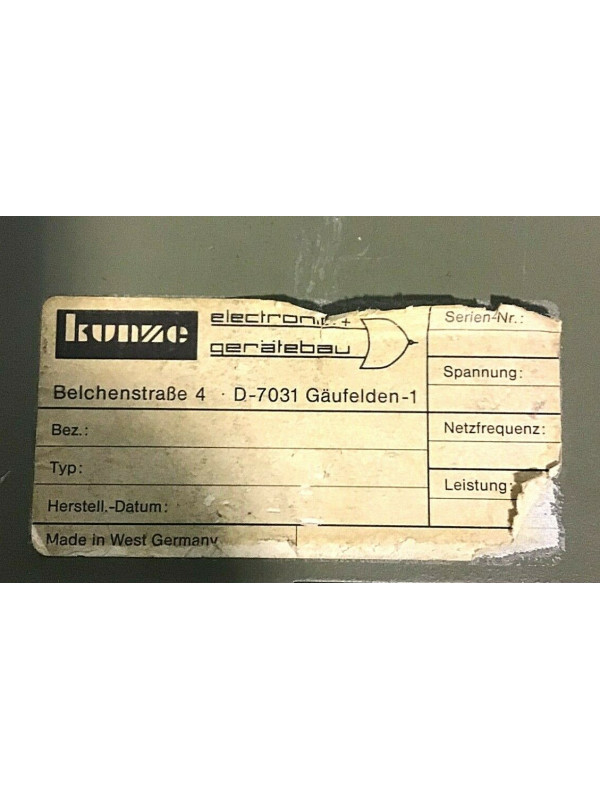 kunze
electronic +
gerätebau
Belchenstraße 4 · D-7031 Gäufelden-1
Bez.:
Typ:
Herstell.-Datum:
Made in West Germany
Serien-Nr.:
Spannung:
Netzfrequenz:
Leistung: